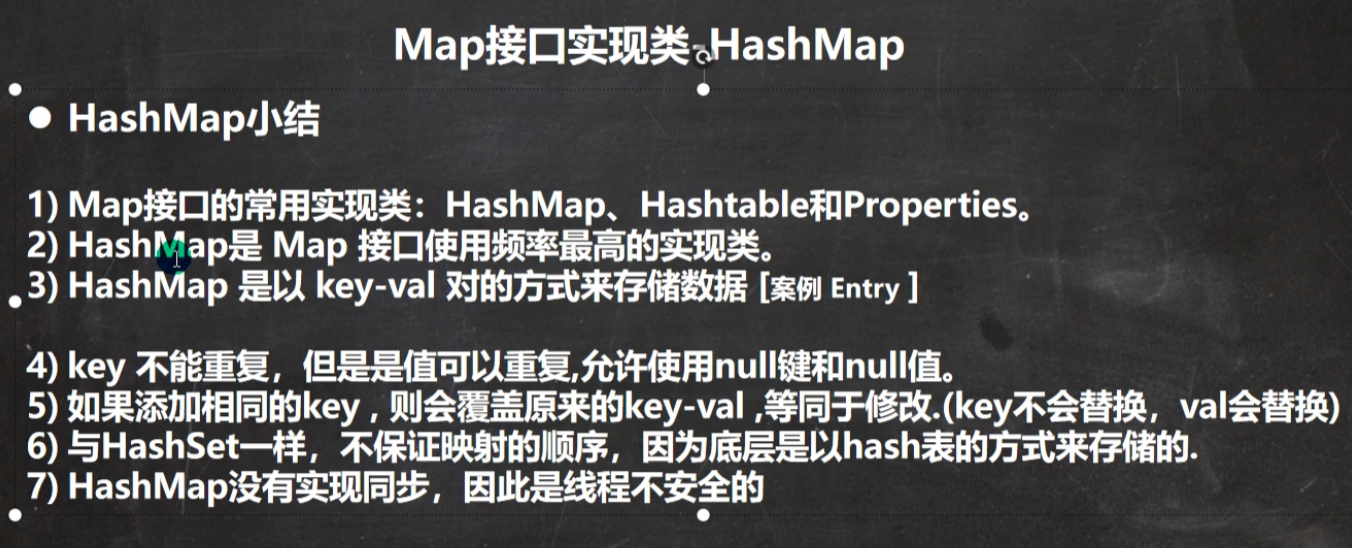 Map接口实现类-HashMap
HashMap小结
1) Map接口的常用实现类：HashMap、Hashtable和Properties。
2) HashMap是 Map 接口使用频率最高的实现类。
3) HashMap 是以 key-val 对的方式来存储数据 [案例 Entry ]
4) key 不能重复，但是是值可以重复,允许使用null键和null值。
5) 如果添加相同的key , 则会覆盖原来的key-val ,等同于修改.(key不会替换，val会替换)
6) 与HashSet一样，不保证映射的顺序，因为底层是以hash表的方式来存储的.
7) HashMap没有实现同步，因此是线程不安全的